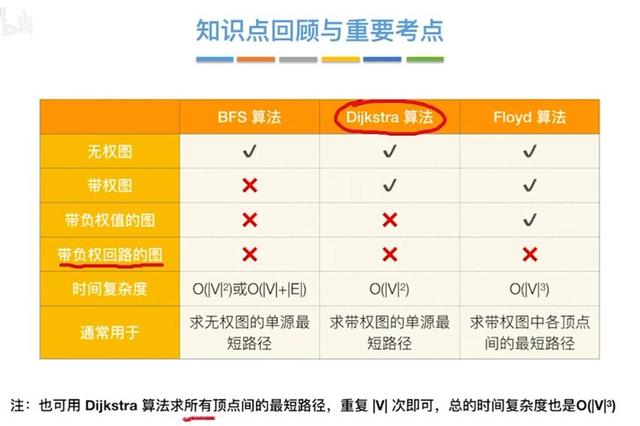 知识点回顾与重要考点
BFS 算法 Dijkstra 算法 Floyd 算法
无权图 ✓ ✓ ✓
带权图 ✗ ✓ ✓
带负权值的图 ✗ ✗ ✓
带负权回路的图 ✗ ✗ ✗
时间复杂度 O(|V|²)或O(|V|+|E|) O(|V|²) O(|V|³)
通常用于 求无权图的单源最短路径 求带权图的单源最短路径 求带权图中各顶点间的最短路径
注：也可用 Dijkstra 算法求所有顶点间的最短路径，重复 |V| 次即可，总的时间复杂度也是O(|V|³)